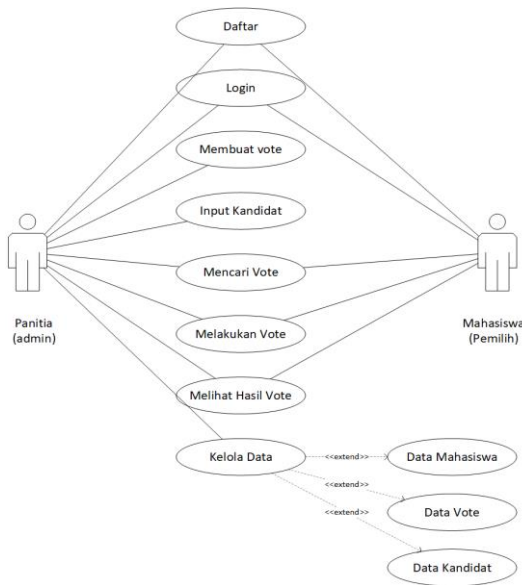 Daftar
Login
Membuat vote
Input Kandidat
Mencari Vote
Panitia
(admin)
Mahasiswa
(Pemilih)
Melakukan Vote
Melihat Hasil Vote
Kelola Data
<<extend>>
Data Mahasiswa
<<extend>>
Data Vote
<<extend>>
Data Kandidat